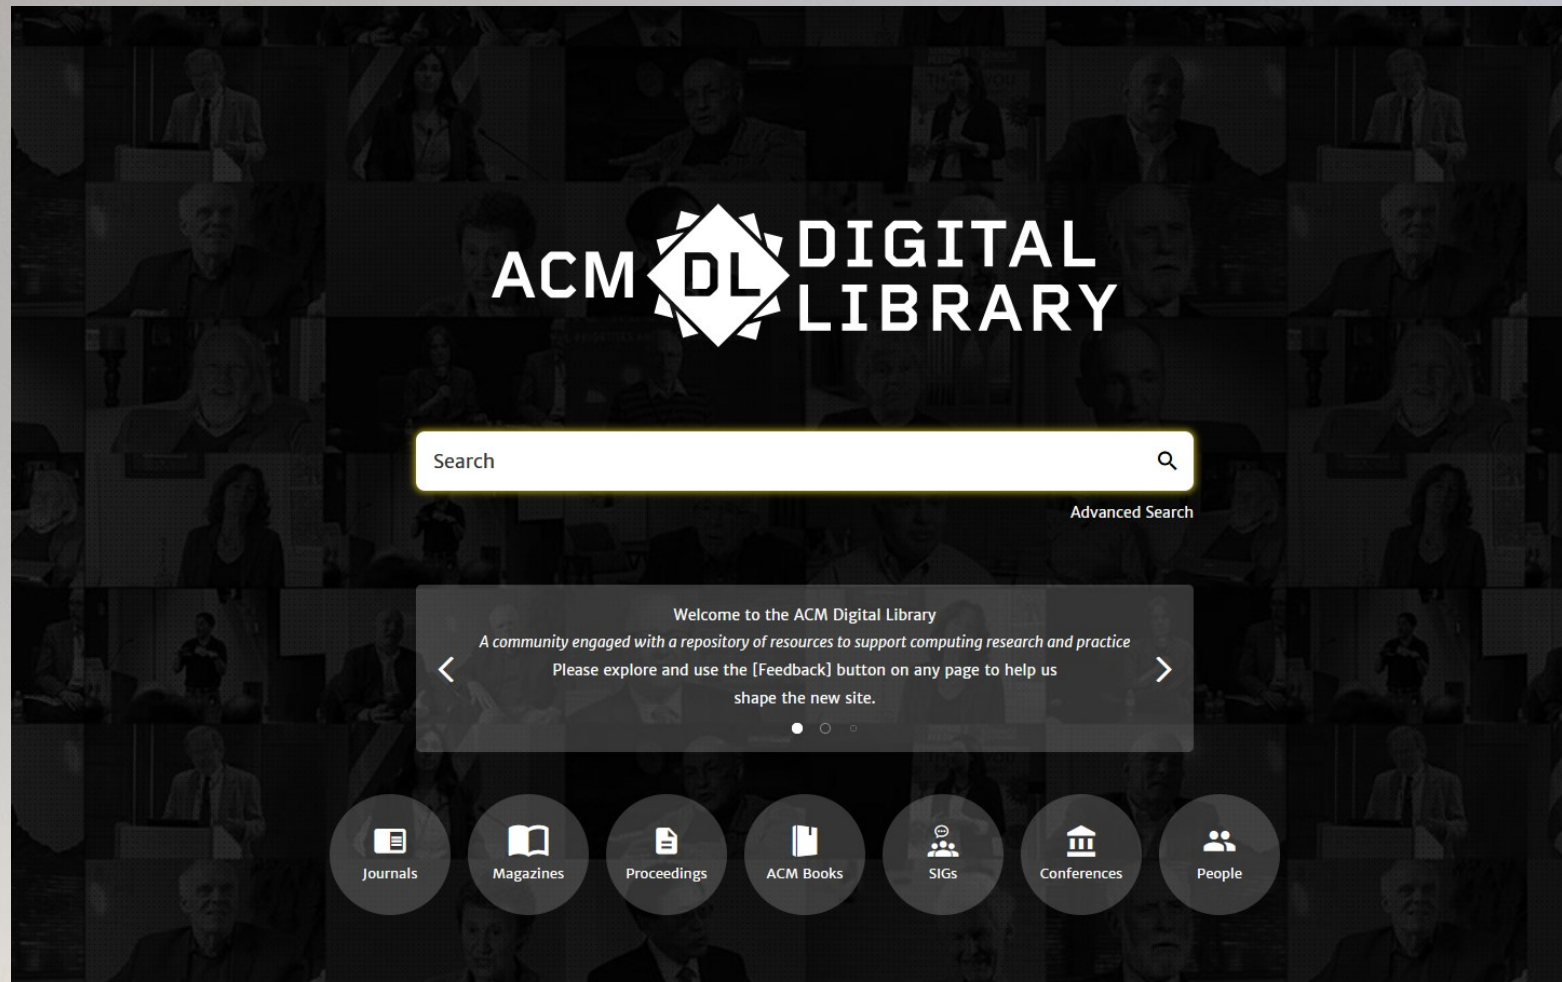 ACM DL DIGITAL
LIBRARY
Search
Advanced Search
Welcome to the ACM Digital Library
A community engaged with a repository of resources to support computing research and practice
Please explore and use the [Feedback] button on any page to help us
shape the new site.
Journals
Magazines
Proceedings
ACM Books
SIGs
Conferences
People